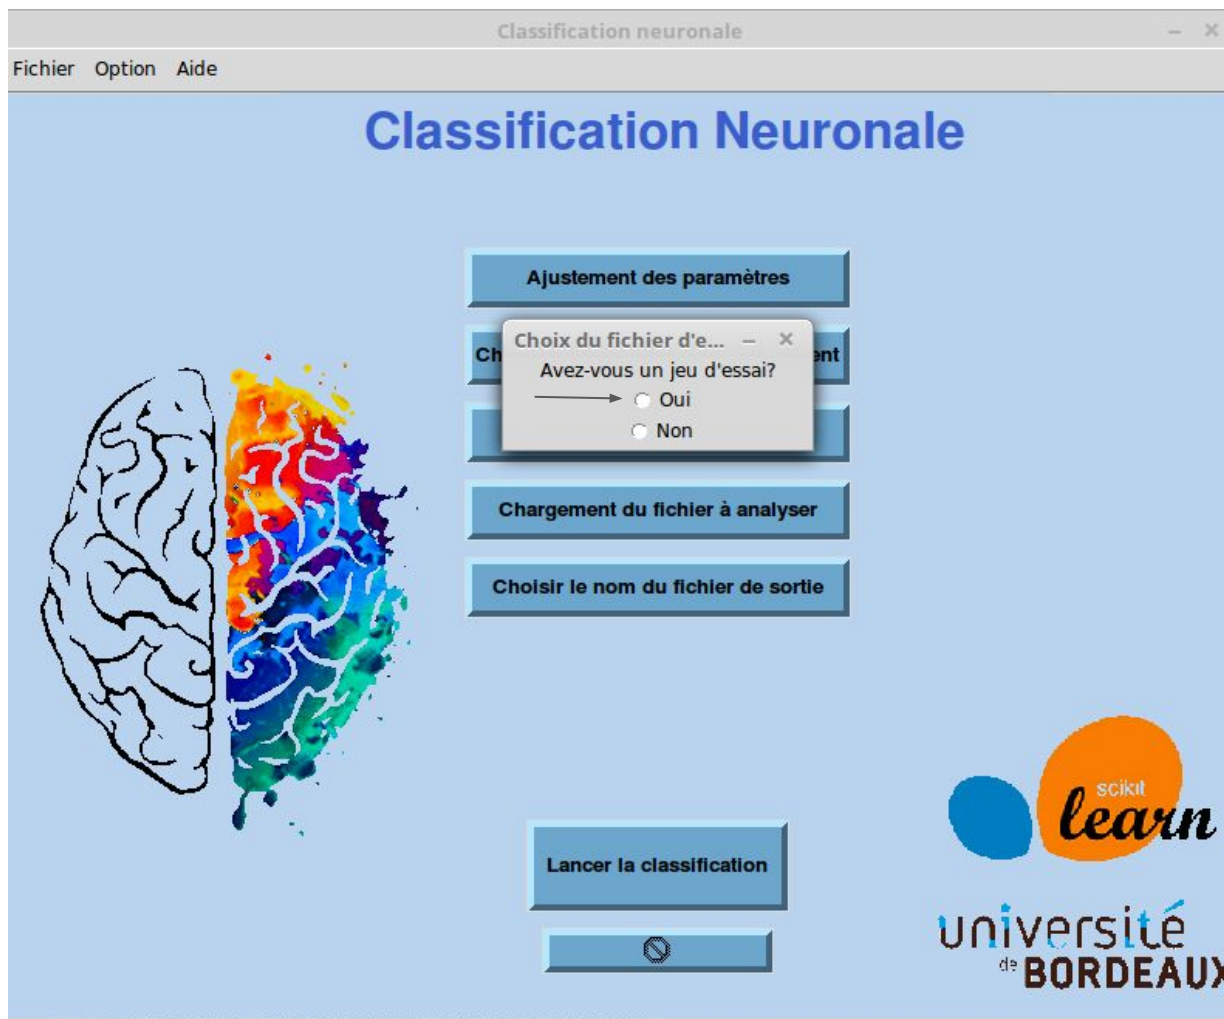 Classification neuronale
Fichier Option Aide
Classification Neuronale
Ajustement des paramètres
Choix du fichier d'e...
Avez-vous un jeu d'essai?
Oui
Non
Chargement du fichier à analyser
Choisir le nom du fichier de sortie
Lancer la classification
scikit
learn
université
de BORDEAUX